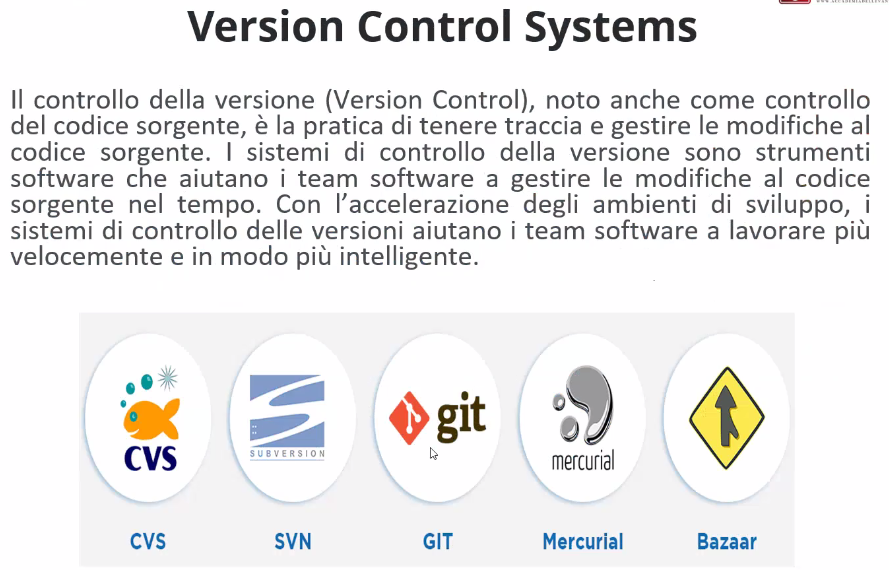 Version Control Systems
Il controllo della versione (Version Control), noto anche come controllo
del codice sorgente, è la pratica di tenere traccia e gestire le modifiche al
codice sorgente. I sistemi di controllo della versione sono strumenti
software che aiutano i team software a gestire le modifiche al codice
sorgente nel tempo. Con l’accelerazione degli ambienti di sviluppo, i
sistemi di controllo delle versioni aiutano i team software a lavorare più
velocemente e in modo più intelligente.
CVS
SUBVERSION
git
mercurial
CVS
SVN
GIT
Mercurial
Bazaar